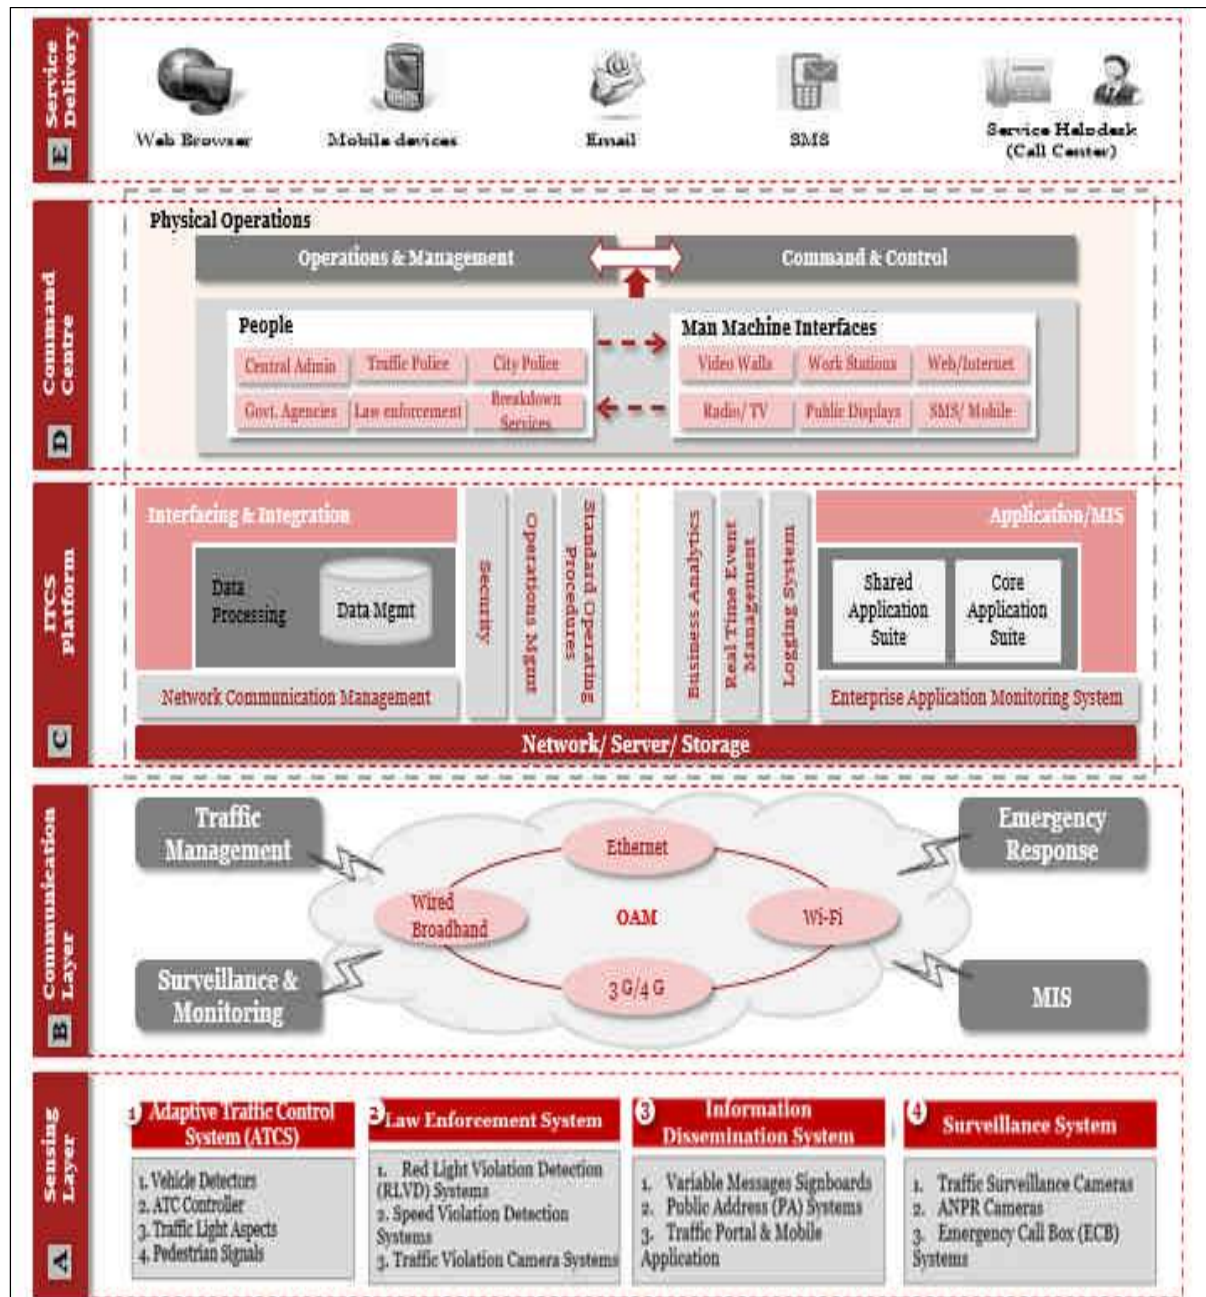 E Service
Delivery
Web Browser
Mobile devices
Email
SMS
Service Helpdesk
(Call Center)
D Command
Centre
Physical Operations
Operations & Management
Command & Control
People
Central Admin
Traffic Police
City Police
Govt. Agencies
Law enforcement
Breakdown
Services
Man Machine Interfaces
Video Walls
Work Stations
Web/Internet
Radio/ TV
Public Displays
SMS/ Mobile
C ITCS
Platform
Interfacing & Integration
Data
Processing
Data Mgmt
Network Communication Management
Security
Operations Mgmt
Standard Operating
Procedures
Business Analytics
Real Time Event
Management
Logging System
Application/MIS
Shared
Application
Suite
Core
Application
Suite
Enterprise Application Monitoring System
Network/ Server/ Storage
B Communication
Layer
Traffic
Management
Emergency
Response
Ethernet
Wired
Broadband
OAM
Wi-Fi
3 G/4 G
Surveillance &
Monitoring
MIS
A Sensing
Layer
1 Adaptive Traffic Control
System (ATCS)
1. Vehicle Detectors
2. ATC Controller
3. Traffic Light Aspects
4. Pedestrian Signals
2 Law Enforcement System
1. Red Light Violation Detection
(RLVD) Systems
2. Speed Violation Detection
Systems
3. Traffic Violation Camera Systems
3 Information
Dissemination System
1. Variable Messages Signboards
2. Public Address (PA) Systems
3. Traffic Portal & Mobile
Application
4 Surveillance System
1. Traffic Surveillance Cameras
2. ANPR Cameras
3. Emergency Call Box (ECB)
Systems